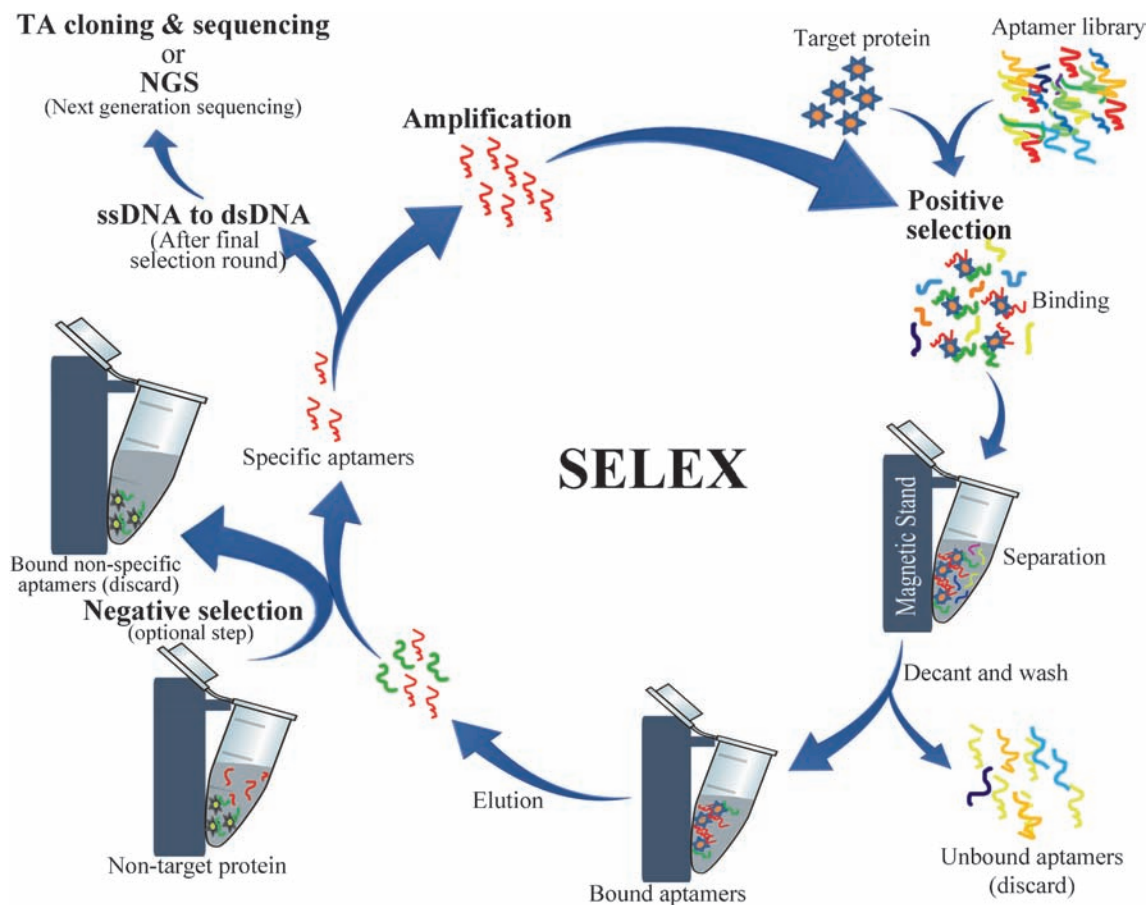 TA cloning & sequencing
or
NGS
(Next generation sequencing)
Target protein
Aptamer library
Amplification
ssDNA to dsDNA
(After final
selection round)
Positive
selection
Binding
Specific aptamers
SELEX
Magnetic Stand
Separation
Bound non-specific
aptamers (discard)
Negative selection
(optional step)
Decant and wash
Elution
Non-target protein
Bound aptamers
Unbound aptamers
(discard)